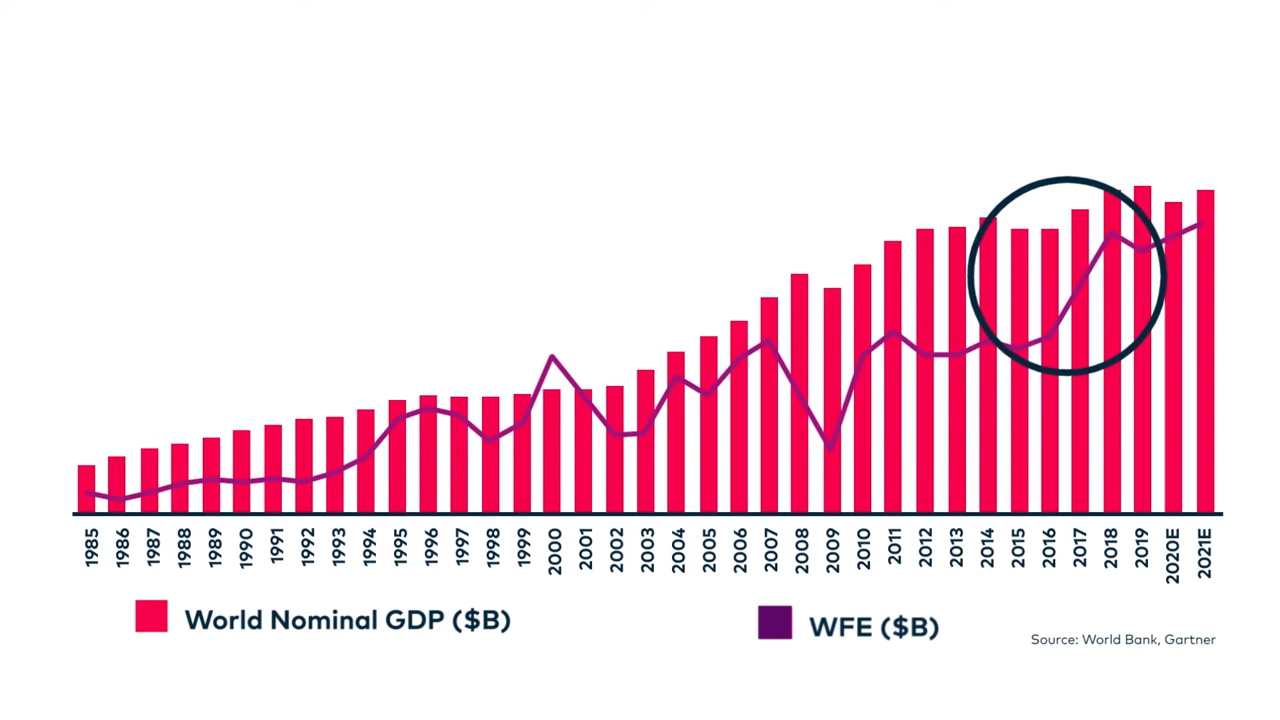 1985 1986 1987 1988 1989 1990 1991 1992 1993 1994 1995 1996 1997 1998 1999 2000 2001 2002 2003 2004 2005 2006 2007 2008 2009 2010 2011 2012 2013 2014 2015 2016 2017 2018 2019 2020E 2021E
World Nominal GDP ($B) WFE ($B)
Source: World Bank, Gartner